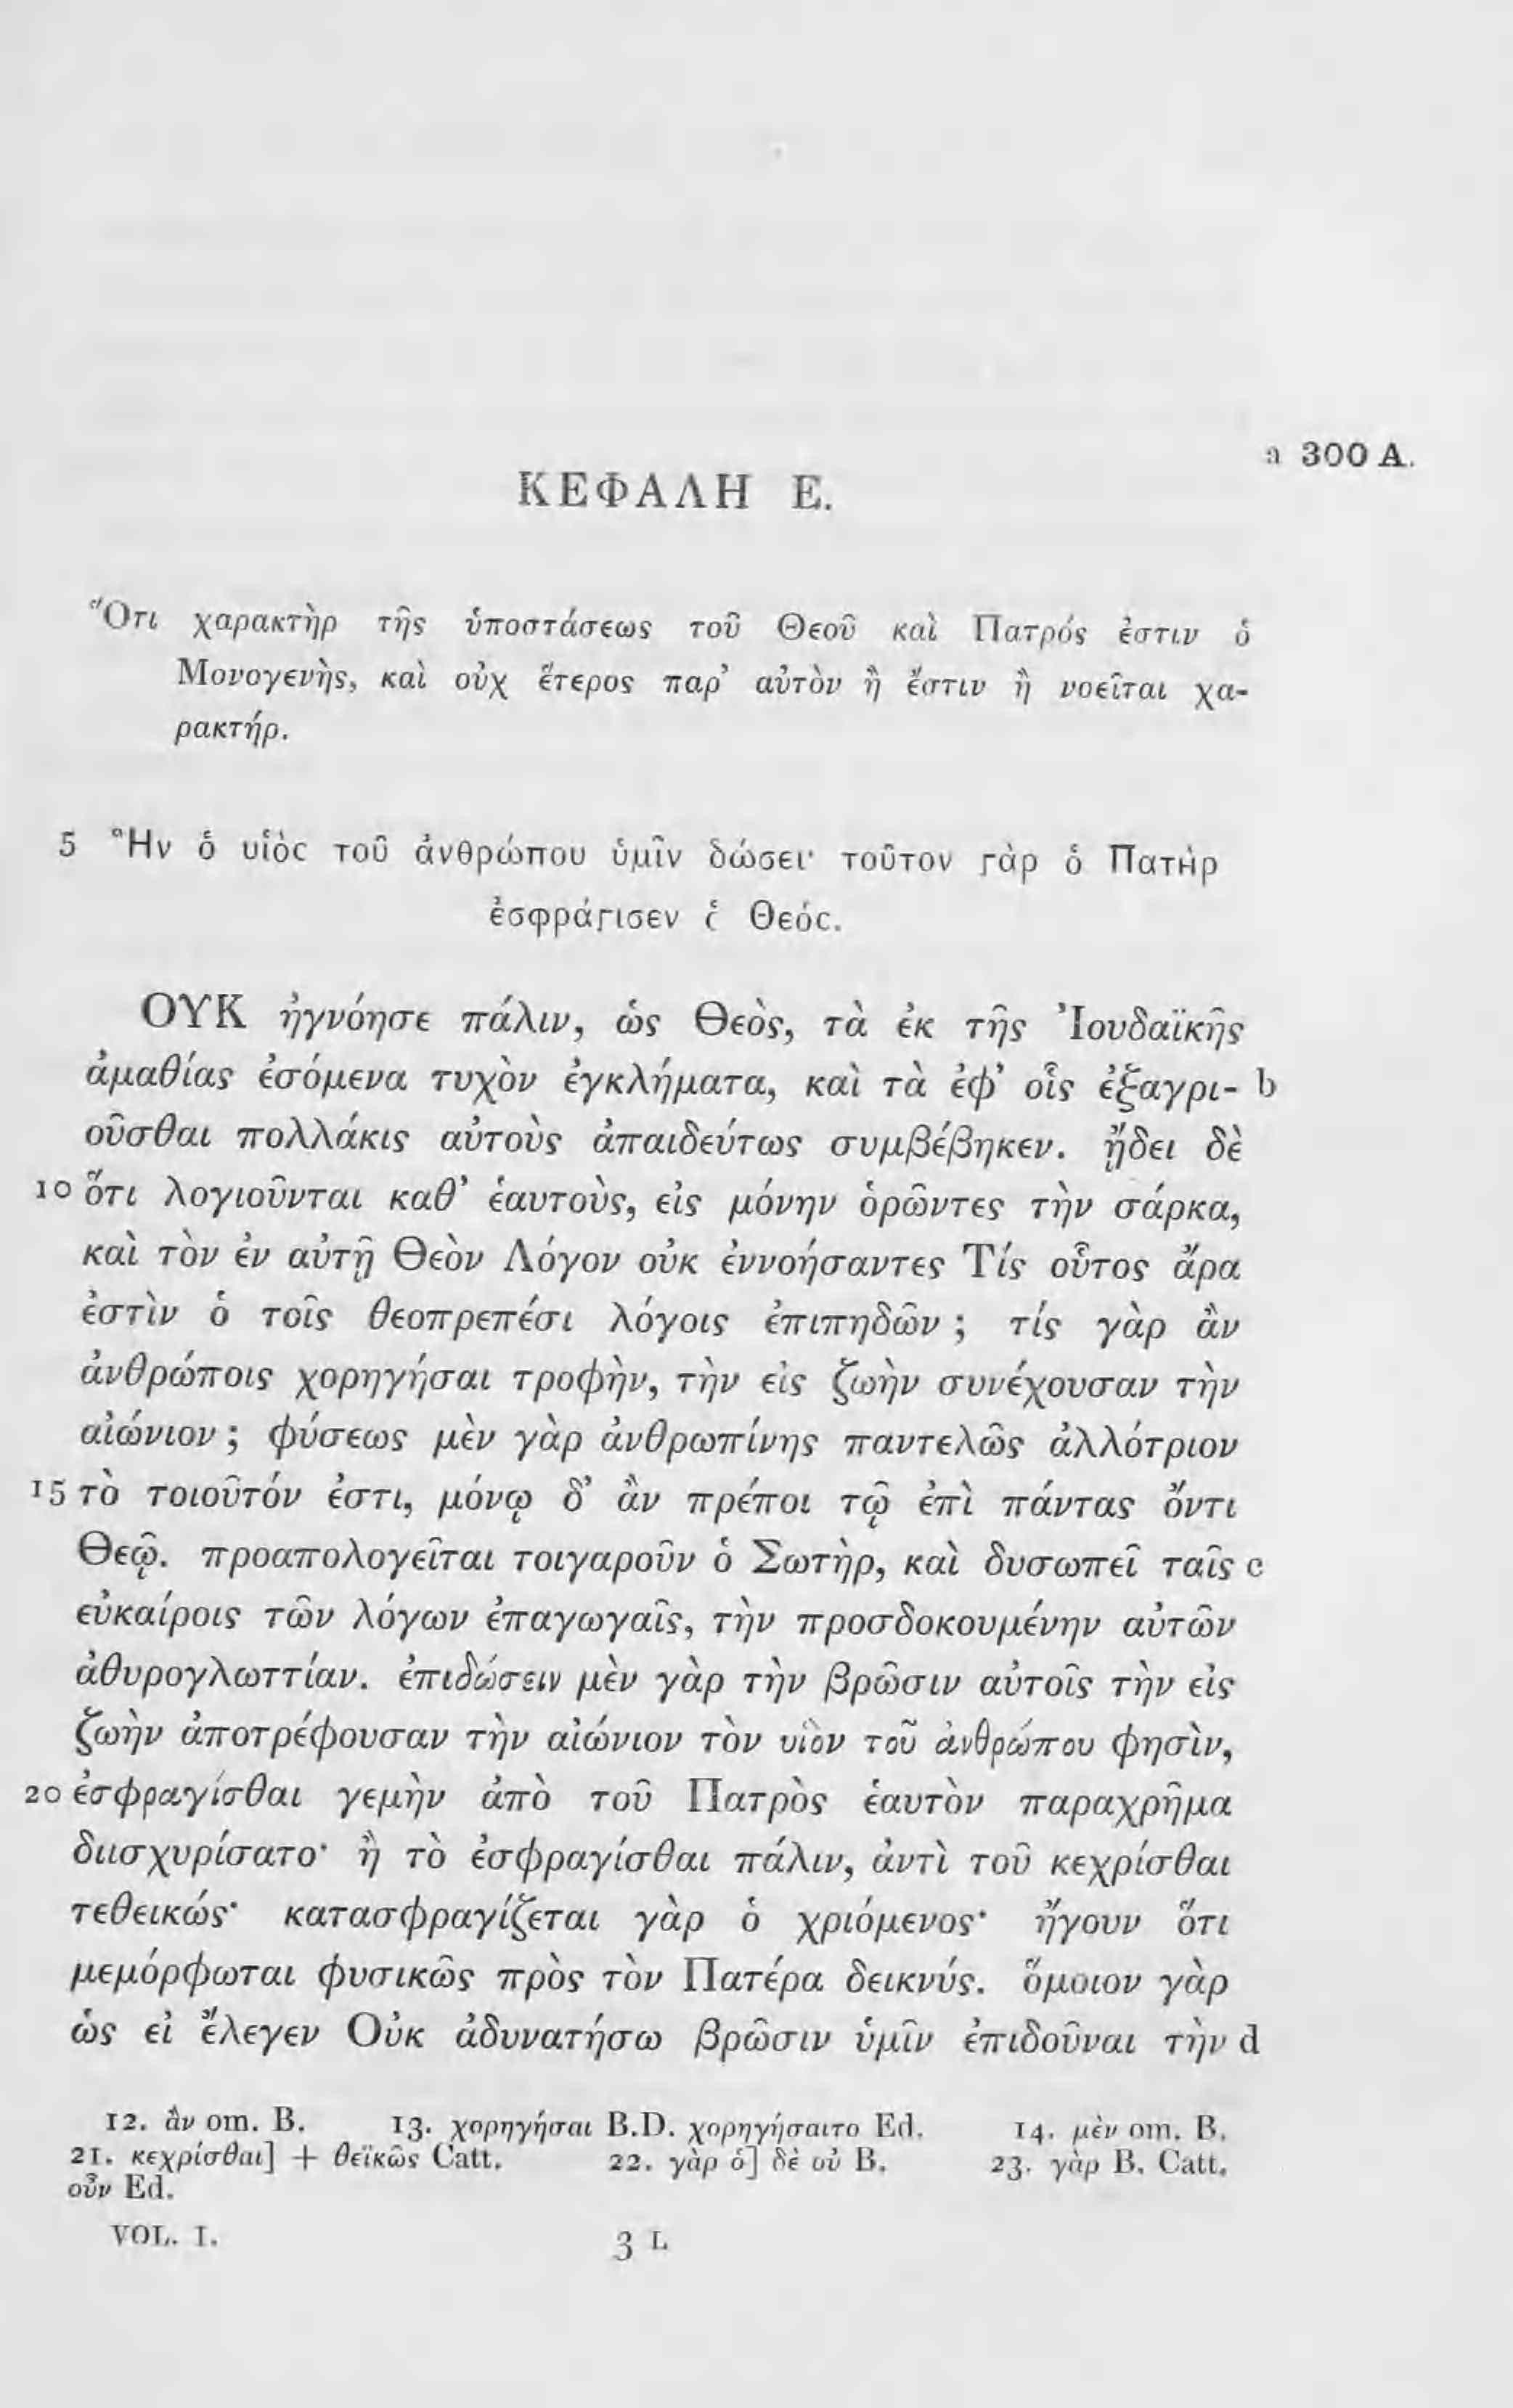 a 300 A.
ΚΕΦΑΛΗ Ε.
Ὅτι χαρακτὴρ τῆς ὑποστάσεως τοῦ Θεοῦ καὶ Πατρός ἐστιν ὁ
Μονογενὴς, καὶ οὐχ ἕτερος παρ’ αὐτὸν ἢ ἔστιν ἢ νοεῖται χα-
ρακτήρ.
5 Ἣν ὁ υἱὸς τοῦ ἀνθρώπου ὑμῖν δώσει· τοῦτον γὰρ ὁ Πατὴρ
ἐσφράγισεν ὁ Θεός.
ΟΥΚ ἠγνόησε πάλιν, ὡς Θεὸς, τὰ ἐκ τῆς Ἰουδαϊκῆς
ἀμαθίας ἐσόμενα τυχὸν ἐγκλήματα, καὶ τὰ ἐφ’ οἷς ἐξαγρι- b
οῦσθαι πολλάκις αὐτοὺς ἀπαιδεύτως συμβέβηκεν. ᾔδει δὲ
10 ὅτι λογιοῦνται καθ’ ἑαυτοὺς, εἰς μόνην ὁρῶντες τὴν σάρκα,
καὶ τὸν ἐν αὐτῇ Θεὸν Λόγον οὐκ ἐννοήσαντες Τίς οὗτος ἄρα
ἐστὶν ὁ τοῖς θεοπρεπέσι λόγοις ἐπιπηδῶν ; τίς γὰρ ἂν
ἀνθρώποις χορηγήσαι τροφὴν, τὴν εἰς ζωὴν συνέχουσαν τὴν
αἰώνιον ; φύσεως μὲν γὰρ ἀνθρωπίνης παντελῶς ἀλλότριον
15 τὸ τοιοῦτόν ἐστι, μόνῳ δ’ ἂν πρέποι τῷ ἐπὶ πάντας ὄντι
Θεῷ. προαπολογεῖται τοιγαροῦν ὁ Σωτὴρ, καὶ δυσωπεῖ ταῖς c
εὐκαίροις τῶν λόγων ἐπαγωγαῖς, τὴν προσδοκουμένην αὐτῶν
ἀθυρογλωττίαν. ἐπιδώσειν μὲν γὰρ τὴν βρῶσιν αὐτοῖς τὴν εἰς
ζωὴν ἀποτρέφουσαν τὴν αἰώνιον τὸν υἱὸν τοῦ ἀνθρώπου φησὶν,
20 ἐσφραγίσθαι γεμὴν ἀπὸ τοῦ Πατρὸς ἑαυτὸν παραχρῆμα
διισχυρίσατο· ἢ τὸ ἐσφραγίσθαι πάλιν, ἀντὶ τοῦ κεχρίσθαι
τεθεικώς· κατασφραγίζεται γὰρ ὁ χριόμενος· ἤγουν ὅτι
μεμόρφωται φυσικῶς πρὸς τὸν Πατέρα δεικνύς. ὅμοιον γὰρ
ὡς εἰ ἔλεγεν Οὐκ ἀδυνατήσω βρῶσιν ὑμῖν ἐπιδοῦναι τὴν d
12. ἂν om. B. 13. χορηγήσαι B.D. χορηγήσαιτο Ed. 14. μὲν om. B.
21. κεχρίσθαι] + θεϊκῶς Catt. 22. γὰρ ὁ] δὲ οὐ B. 23. γὰρ B. Catt.
οὖν Ed.
VOL. I. 3 L